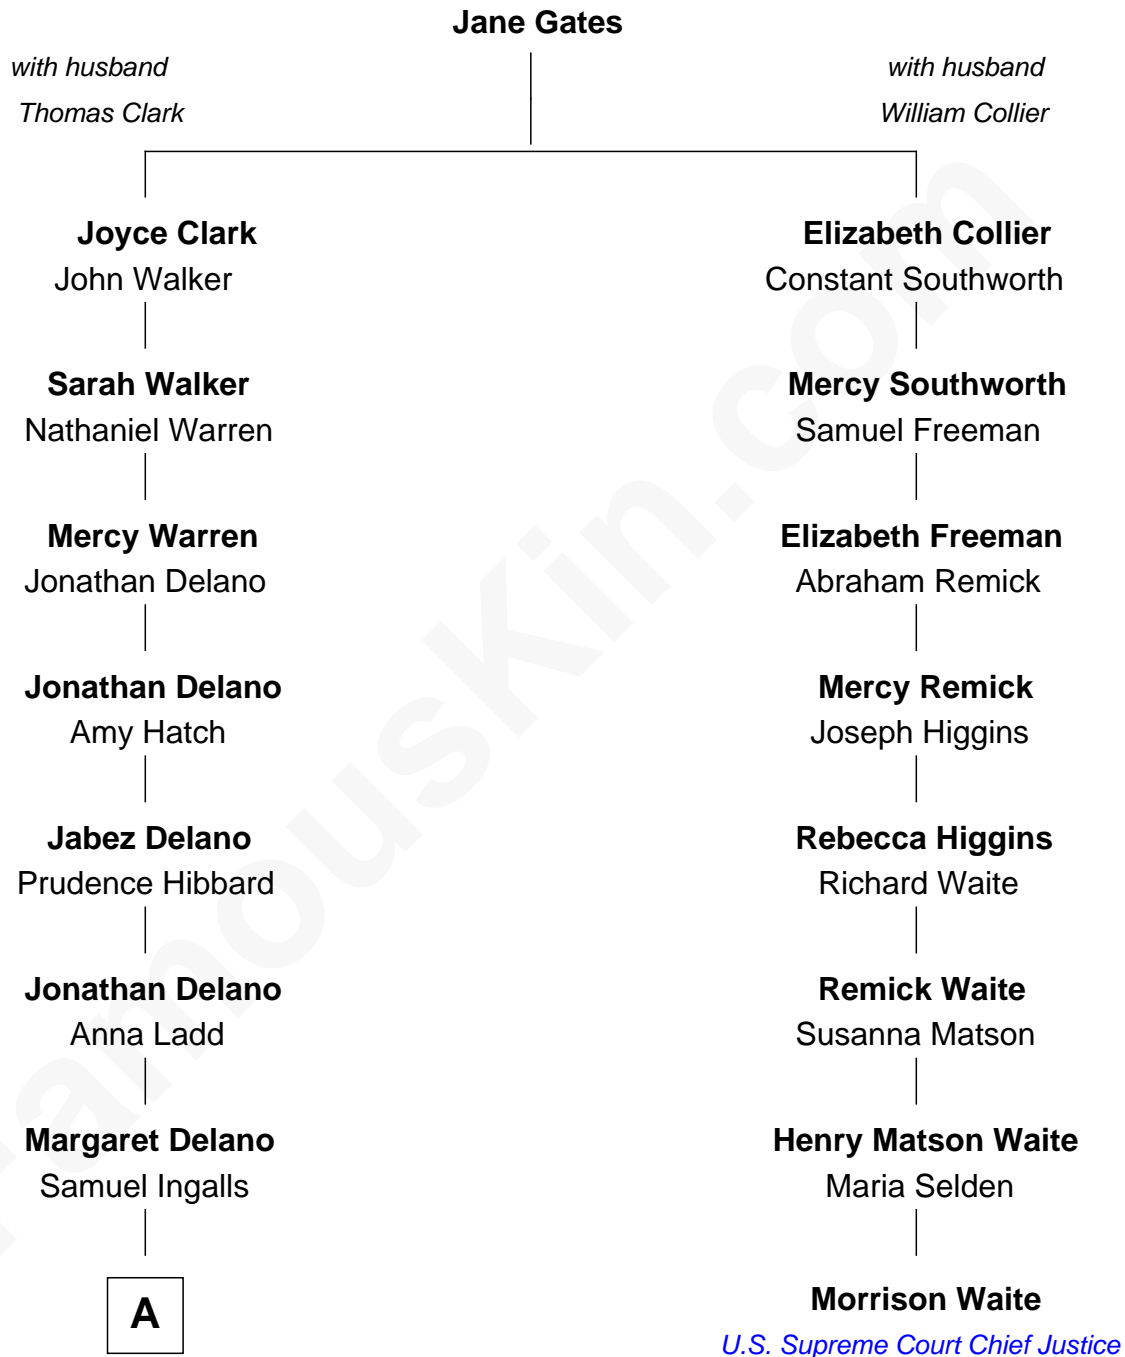 Jane Gates
with husband
Thomas Clark
with husband
William Collier
Joyce Clark
John Walker
Elizabeth Collier
Constant Southworth
Sarah Walker
Nathaniel Warren
Mercy Southworth
Samuel Freeman
Mercy Warren
Jonathan Delano
Elizabeth Freeman
Abraham Remick
Jonathan Delano
Amy Hatch
Mercy Remick
Joseph Higgins
Jabez Delano
Prudence Hibbard
Rebecca Higgins
Richard Waite
Jonathan Delano
Anna Ladd
Remick Waite
Susanna Matson
Margaret Delano
Samuel Ingalls
Henry Matson Waite
Maria Selden
A
Morrison Waite
U.S. Supreme Court Chief Justice
FamousKin.com